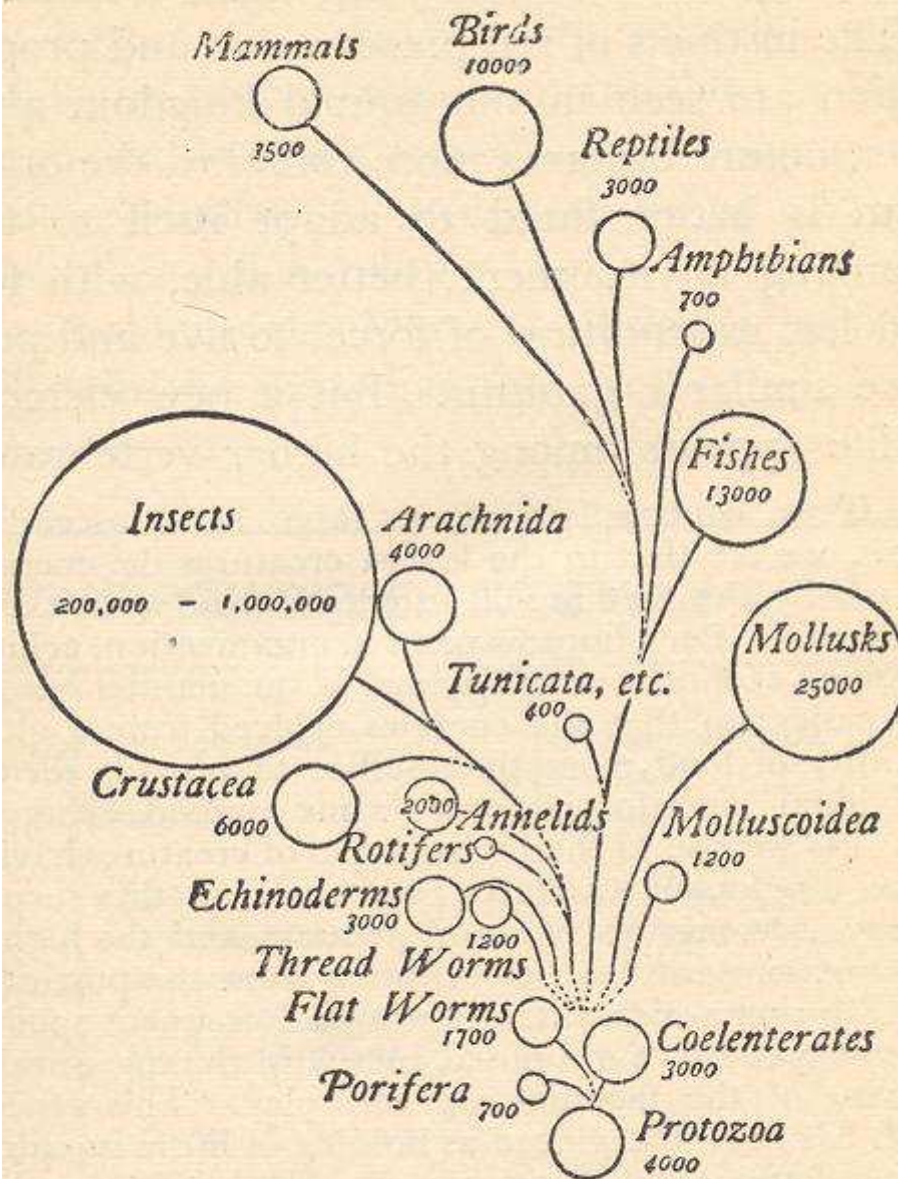 Mammals
3500
Birds
10000
Reptiles
3000
Amphibians
700
Fishes
13000
Insects
200,000 – 1,000,000
Arachnida
4000
Mollusks
25000
Tunicata, etc.
400
Crustacea
6000
2000
Annelids
Rotifers
Molluscoidea
1200
Echinoderms
3000
1200
Thread Worms
Flat Worms
1700
Coelenterates
3000
Porifera
700
Protozoa
4000